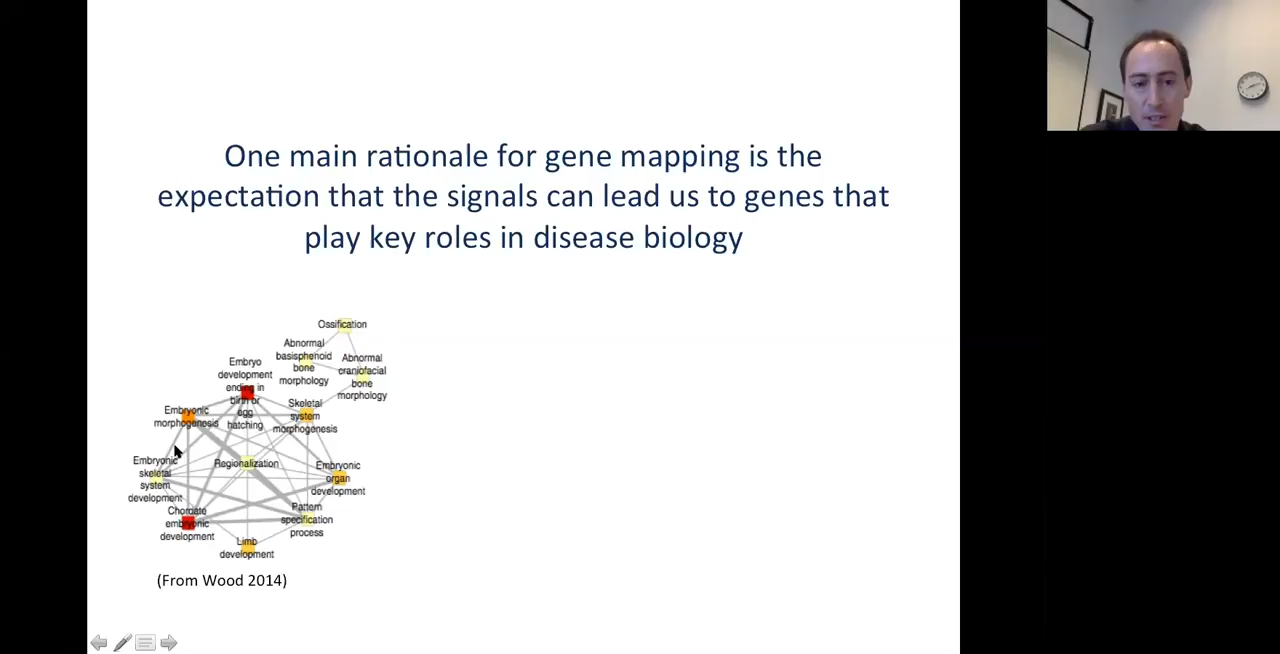 One main rationale for gene mapping is the
expectation that the signals can lead us to genes that
play key roles in disease biology
Ossification
Abnormal
basisphenoid
bone
morphology
Abnormal
craniofacial
bone
morphology
Embryo
development
ending in
birth or
egg
hatching
Embryonic
morphogenesis
Skeletal
system
morphogenesis
Embryonic
skeletal
system
development
Regionalization
Embryonic
organ
development
Chordate
embryonic
development
Pattern
specification
process
Limb
development
(From Wood 2014)